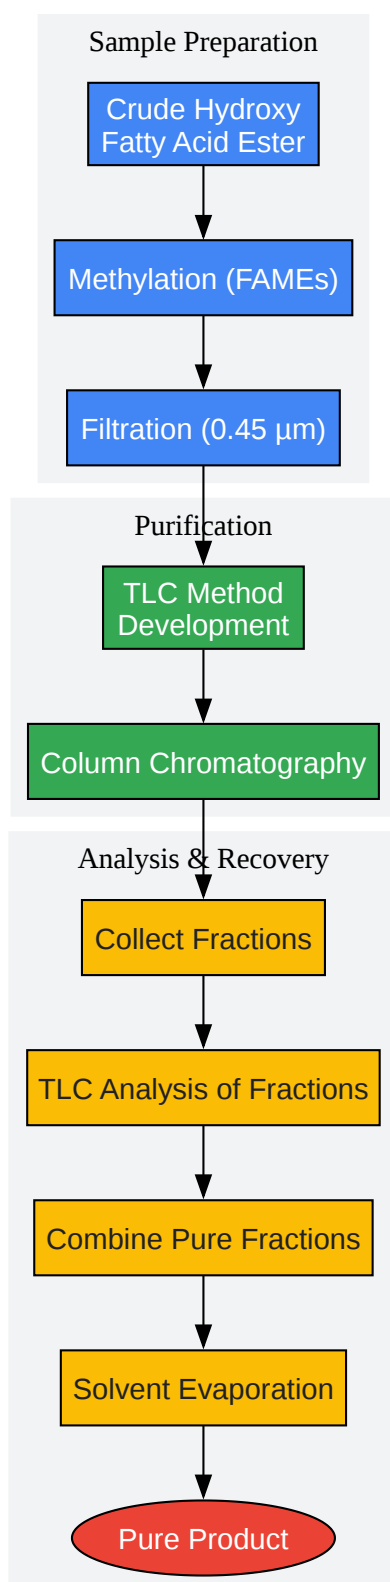 Sample Preparation
Crude Hydroxy
Fatty Acid Ester
Methylation (FAMEs)
Filtration (0.45 µm)
Purification
TLC Method
Development
Column Chromatography
Analysis & Recovery
Collect Fractions
TLC Analysis of Fractions
Combine Pure Fractions
Solvent Evaporation
Pure Product